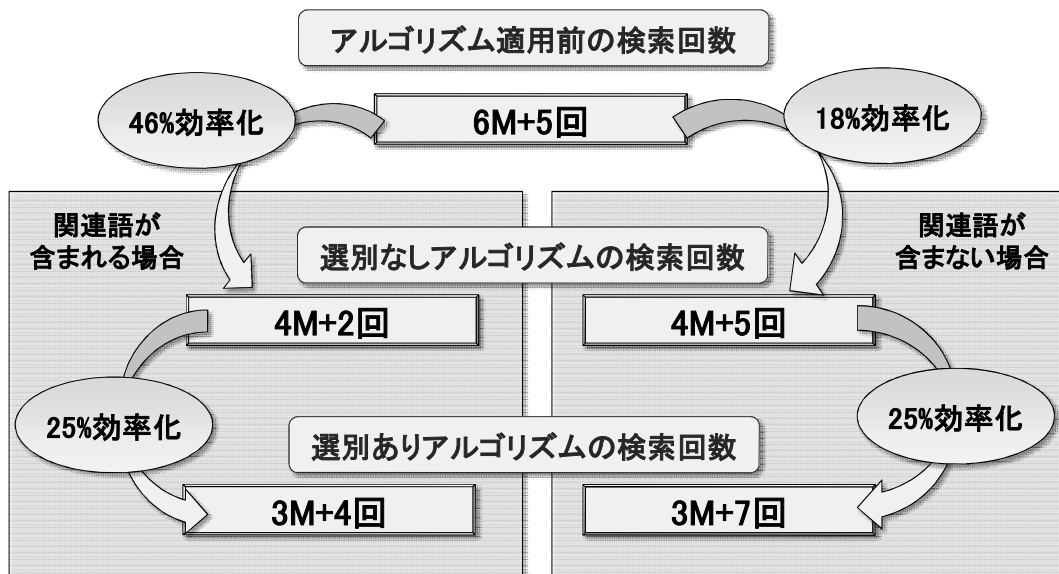 アルゴリズム適用前の検索回数
46%効率化
6M+5回
18%効率化
関連語が
含まれる場合
選別なしアルゴリズムの検索回数
関連語が
含まない場合
4M+2回
4M+5回
25%効率化
選別ありアルゴリズムの検索回数
25%効率化
3M+4回
3M+7回